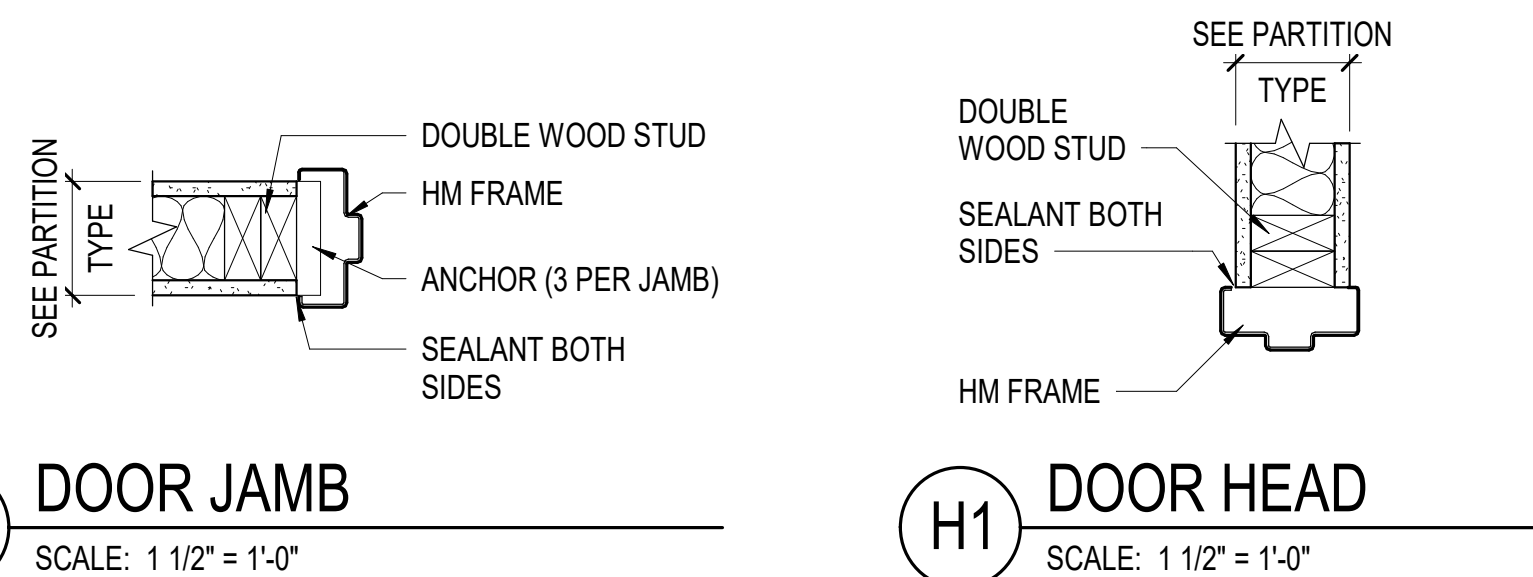 SEE PARTITION
TYPE
DOUBLE WOOD STUD
HM FRAME
ANCHOR (3 PER JAMB)
SEALANT BOTH
SIDES
DOOR JAMB
SCALE: 1 1/2" = 1'-0"
SEE PARTITION
TYPE
DOUBLE
WOOD STUD
SEALANT BOTH
SIDES
HM FRAME
H1
DOOR HEAD
SCALE: 1 1/2" = 1'-0"